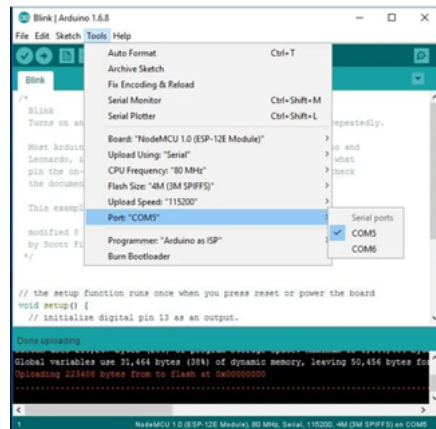 Blink | Arduino 1.6.8
File Edit Sketch Tools Help
Auto Format Ctrl+T
Archive Sketch
Fix Encoding & Reload
Serial Monitor Ctrl+Shift+M
Serial Plotter Ctrl+Shift+L
Board: "NodeMCU 1.0 (ESP-12E Module)"
Upload Using: "Serial"
CPU Frequency: "80 MHz"
Flash Size: "4M (3M SPIFFS)"
Upload Speed: "115200"
Port: "COM5"
Serial ports
COM5
COM6
Programmer: "Arduino as ISP"
Burn Bootloader
Blink
/*
Blink
Turns on an repeatedly.
Most Arduin and
Leonardo, what
pin the on- check
the documen
This exampl
modified 8
by Scott Fi
*/
// the setup function runs once when you press reset or power the board
void setup() {
// initialize digital pin 13 as an output.
Done uploading.
Global variables use 31,464 bytes (38%) of dynamic memory, leaving 50,456 bytes for
Uploading 223408 bytes from to flash at 0x00000000
1 NodeMCU 1.0 (ESP-12E Module), 80 MHz, Serial, 115200, 4M (3M SPIFFS) on COM5